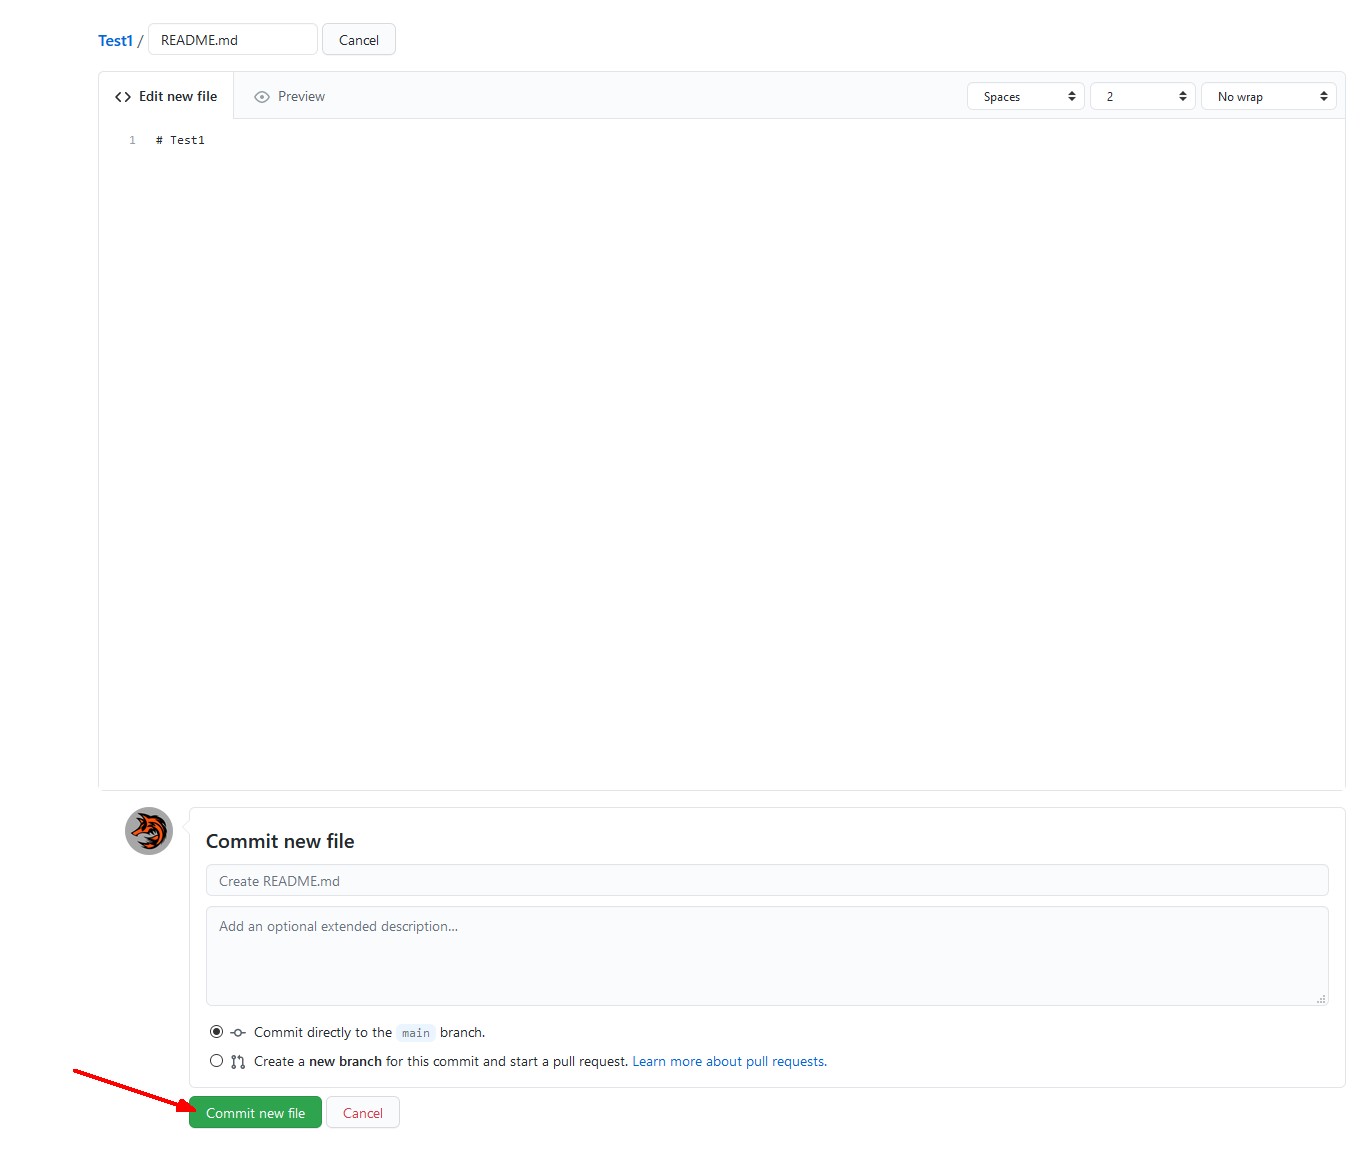 Test1 / README.md Cancel
Edit new file Preview Spaces 2 No wrap
1 # Test1
Commit new file
Create README.md
Add an optional extended description...
Commit directly to the main branch.
Create a new branch for this commit and start a pull request. Learn more about pull requests.
Commit new file Cancel